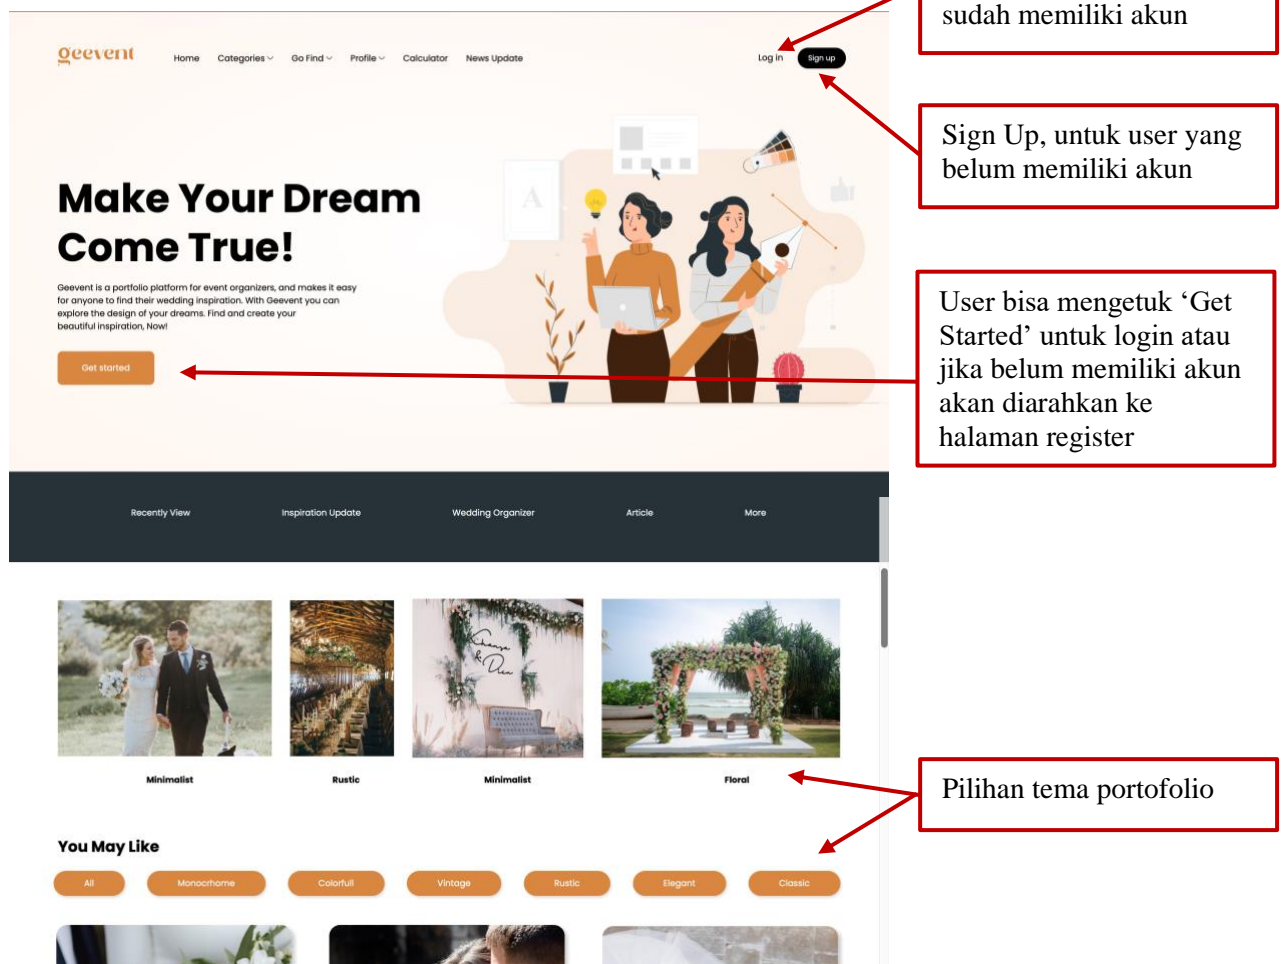 sudah memiliki akun
geevent
Home Categories Go Find Profile Calculator News Update
Log in Sign up
Sign Up, untuk user yang
belum memiliki akun
Make Your Dream
Come True!
Geevent is a portfolio platform for event organizers, and makes it easy
for anyone to find their wedding inspiration. With Geevent you can
explore the design of your dreams. Find and create your
beautiful inspiration, Now!
Get started
A
User bisa mengetuk ‘Get
Started’ untuk login atau
jika belum memiliki akun
akan diarahkan ke
halaman register
Recently View Inspiration Update Wedding Organizer Article More
&
Minimalist Rustic Minimalist Floral
Pilihan tema portofolio
You May Like
All Monocrhome Colorfull Vintage Rustic Elegant Classic